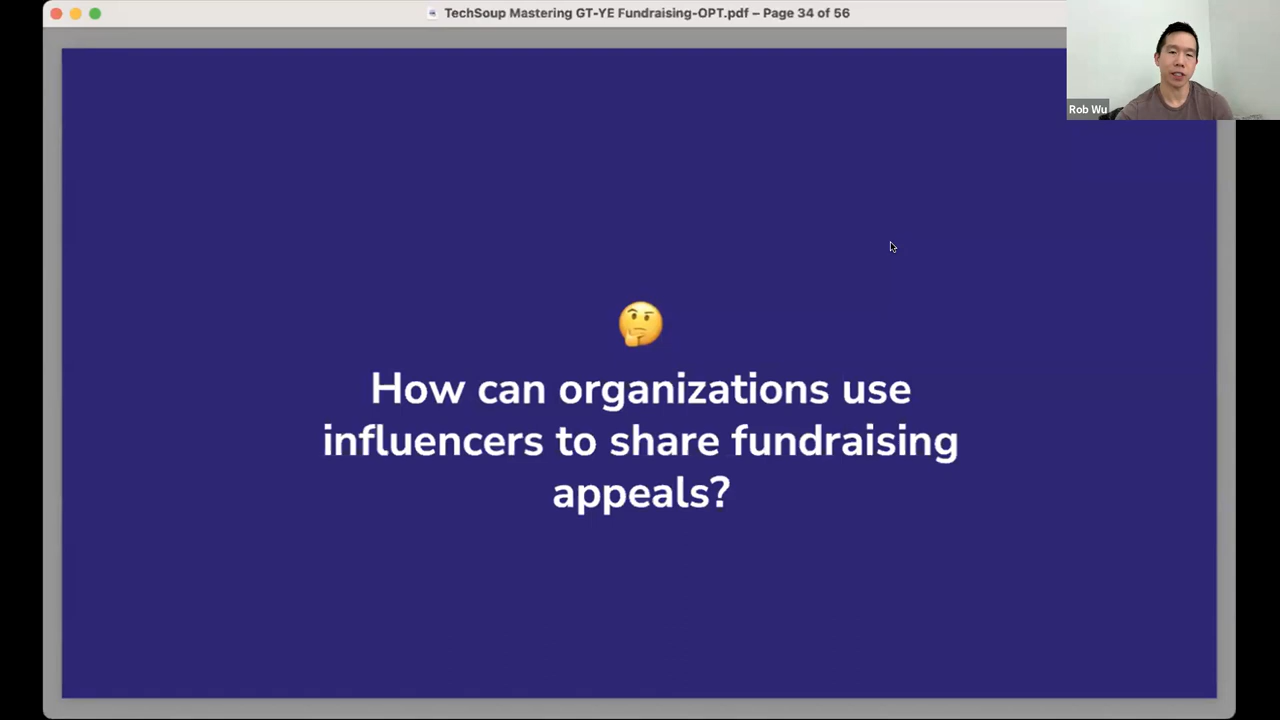 TechSoup Mastering GT-YE Fundraising-OPT.pdf – Page 34 of 56
Rob Wu
How can organizations use
influencers to share fundraising
appeals?